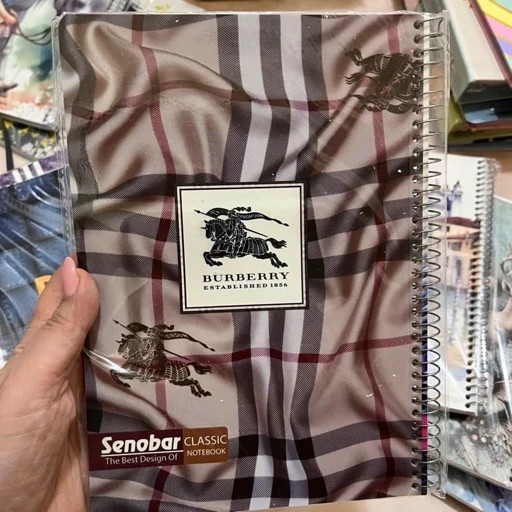 BURBERRY
ESTABLISHED 1856
Senobar CLASSIC
The Best Design Of NOTEBOOK